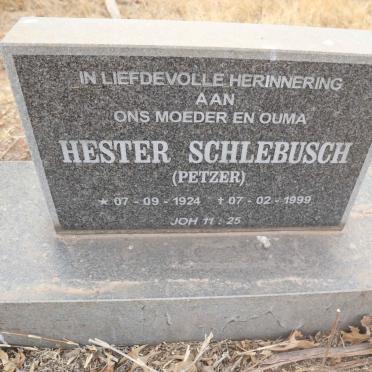 IN LIEFDEVOLLE HERINNERING
AAN
ONS MOEDER EN OUMA
HESTER SCHLEBUSCH
(PETZER)
★ 07 - 09 - 1924 † 07 - 02 - 1999
JOH 11 : 25